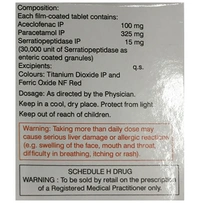 Composition:
Each film-coated tablet contains:
Aceclofenac IP 100 mg
Paracetamol IP 325 mg
Serratiopeptidase IP 15 mg
(30,000 unit of Serratiopeptidase as
enteric coated granules)
Excipients: q.s.
Colours: Titanium Dioxide IP and
Ferric Oxide NF Red
Dosage: As directed by the Physician.
Keep in a cool, dry place. Protect from light
Keep out of reach of children.
Warning: Taking more than daily dose may
cause serious liver damage or allergic reactions
(e.g. swelling of the face, mouth and throat,
difficulty in breathing, itching or rash).
SCHEDULE H DRUG
WARNING : To be sold by retail on the prescription
of a Registered Medical Practitioner only.